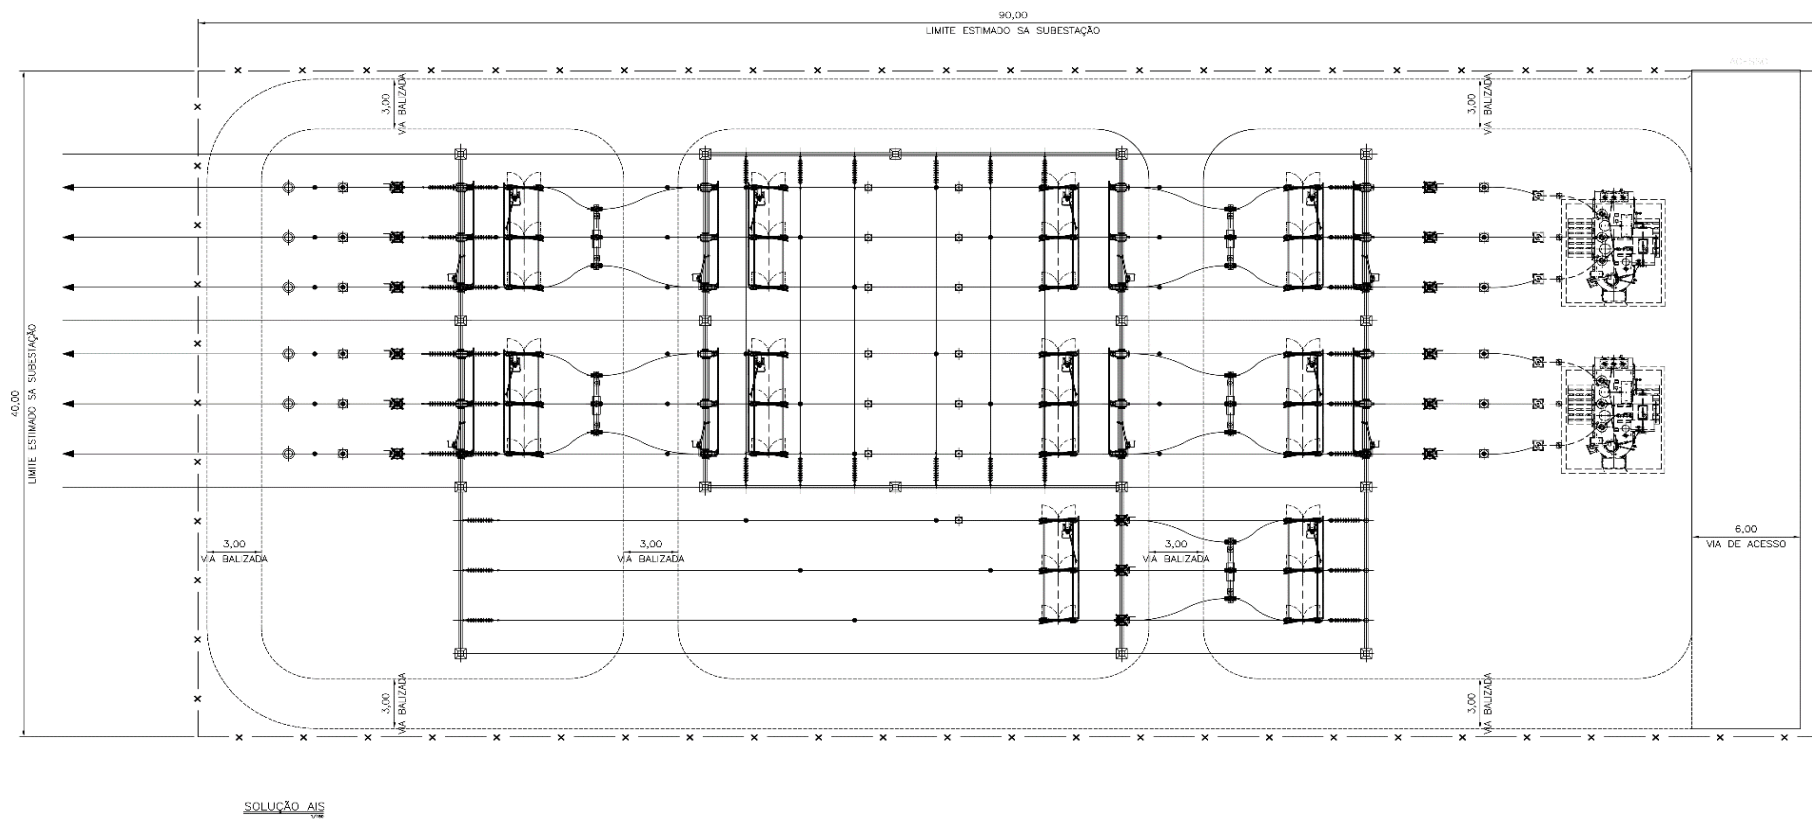 90,00
LIMITE ESTIMADO SA SUBESTAÇÃO
ACESSO
3,00
VIA BALIZADA
3,00
VIA BALIZADA
40,00
LIMITE ESTIMADO SA SUBESTAÇÃO
3,00
VIA BALIZADA
3,00
VIA BALIZADA
3,00
VIA BALIZADA
6,00
VIA DE ACESSO
3,00
VIA BALIZADA
3,00
VIA BALIZADA
SOLUÇÃO AIS